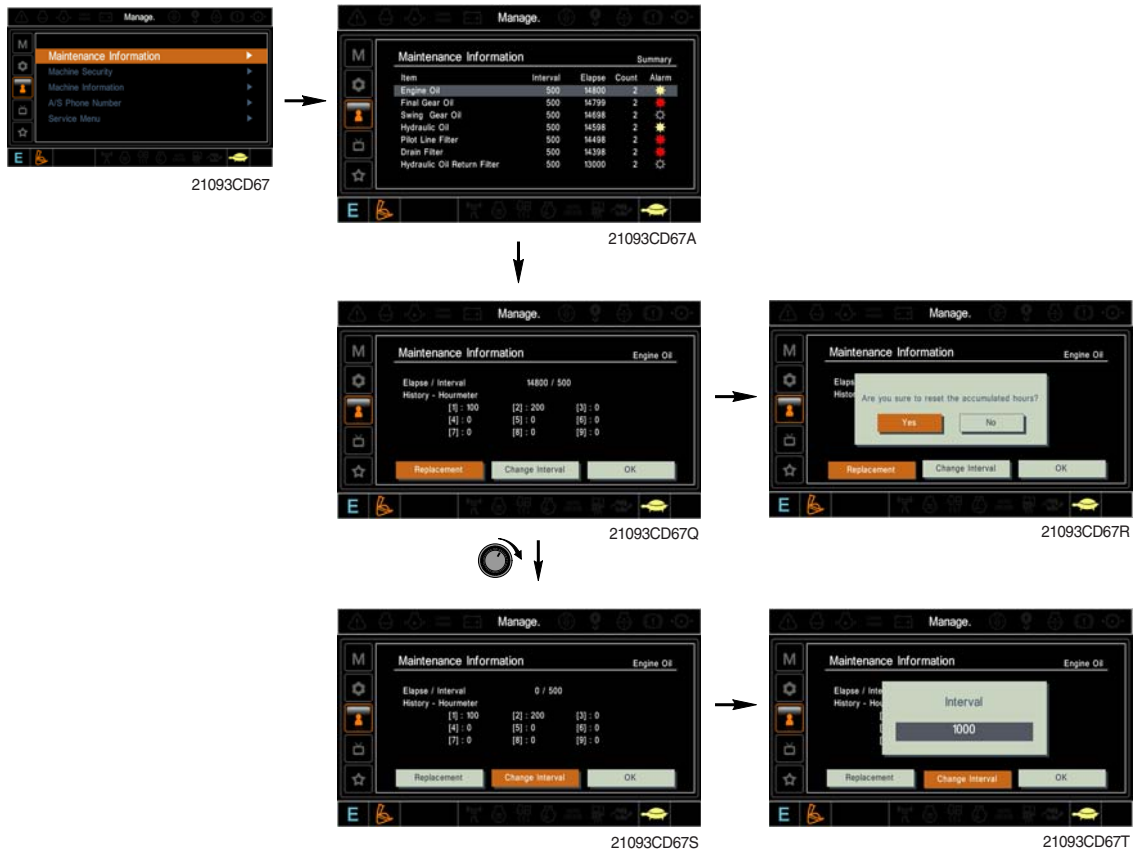 Manage.
M
Maintenance Information
Machine Security
Machine Information
A/S Phone Number
Service Menu
E
21093CD67
Manage.
M
Maintenance Information Summary
Item Interval Elapse Count Alarm
Engine Oil 500 14800 2
Final Gear Oil 500 14799 2
Swing Gear Oil 500 14698 2
Hydraulic Oil 500 14598 2
Pilot Line Filter 500 14498 2
Drain Filter 500 14398 2
Hydraulic Oil Return Filter 500 13000 2
E
21093CD67A
Manage.
M
Maintenance Information Engine Oil
Elapse / Interval 14800 / 500
History - Hourmeter
[1] : 100 [2] : 200 [3] : 0
[4] : 0 [5] : 0 [6] : 0
[7] : 0 [8] : 0 [9] : 0
Replacement Change Interval OK
E
21093CD67Q
Manage.
M
Maintenance Information Engine Oil
Elaps
Histor
Are you sure to reset the accumulated hours?
Yes No
Replacement Change Interval OK
E
21093CD67R
Manage.
M
Maintenance Information Engine Oil
Elapse / Interval 0 / 500
History - Hourmeter
[1] : 100 [2] : 200 [3] : 0
[4] : 0 [5] : 0 [6] : 0
[7] : 0 [8] : 0 [9] : 0
Replacement Change Interval OK
E
21093CD67S
Manage.
M
Maintenance Information Engine Oil
Elapse / Inte
History - Hou
Interval
1000
Replacement Change Interval OK
E
21093CD67T